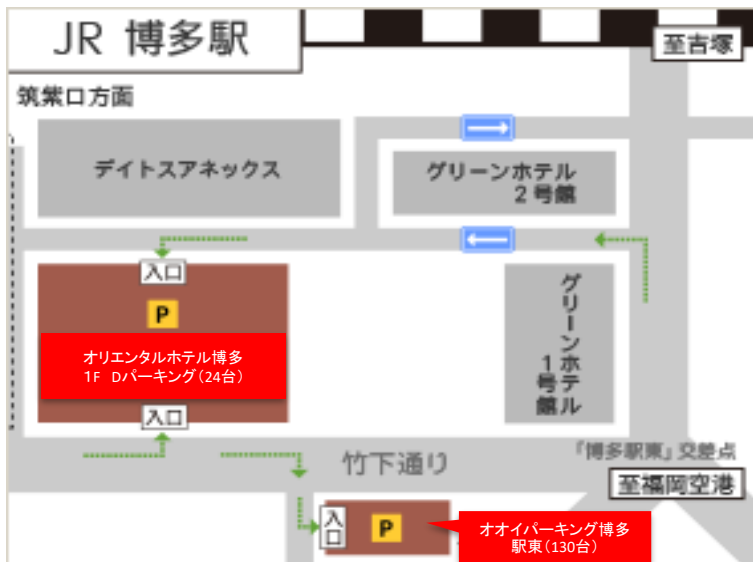 JR 博多駅
至吉塚
筑紫口方面
デイトスアネックス
グリーンホテル
2号館
入口
P
オリエンタルホテル博多
1F Dパーキング(24台)
入口
グリーンホテル
1号館
竹下通り
「博多駅東」交差点
至福岡空港
入口
P
オオイパーキング博多
駅東(130台)